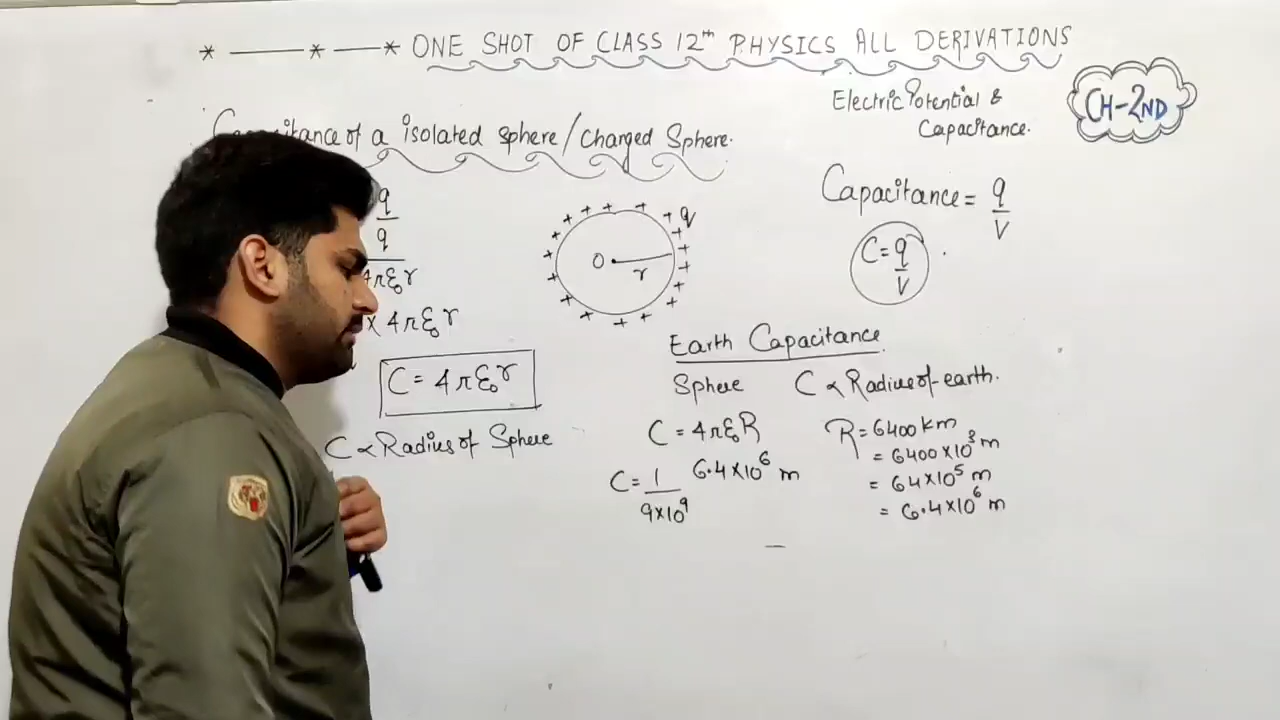 * ——— * —— * ONE SHOT OF CLASS 12th PHYSICS ALL DERIVATIONS
Electric Potential &
Capacitance.
CH-2ND
Capacitance of a isolated sphere/Charged Sphere.
q
q
4πε₀r
x 4πε₀r
C = 4πε₀r
C ∝ Radius of Sphere
+ + + + + + + + + + + + + + + + + + + q
O r
Capacitance = q/V
C = q/V
Earth Capacitance
Sphere C ∝ Radius of earth.
C = 4πε₀R
C = 1/9×10⁹ 6.4×10⁶ m
R = 6400 km
= 6400×10³ m
= 64×10⁵ m
= 6.4×10⁶ m